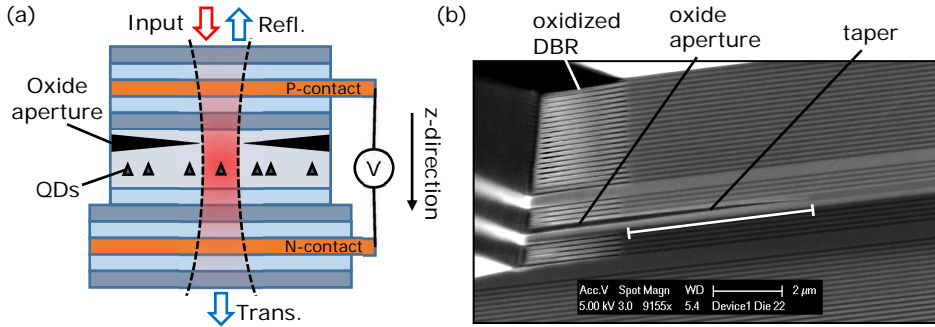 (a)
Input
Refl.
P-contact
Oxide
aperture
QDs
V
z-direction
N-contact
Trans.
(b)
oxidized
DBR
oxide
aperture
taper
Acc.V Spot Magn WD 2 µm
5.00 kV 3.0 9155x 5.4 Device1 Die 22